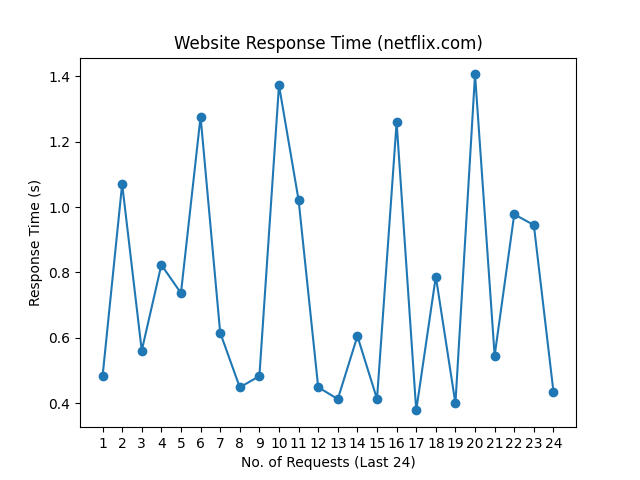 Website Response Time (netflix.com)
1.4
1.2
1.0
0.8
0.6
0.4
Response Time (s)
1 2 3 4 5 6 7 8 9 10 11 12 13 14 15 16 17 18 19 20 21 22 23 24
No. of Requests (Last 24)